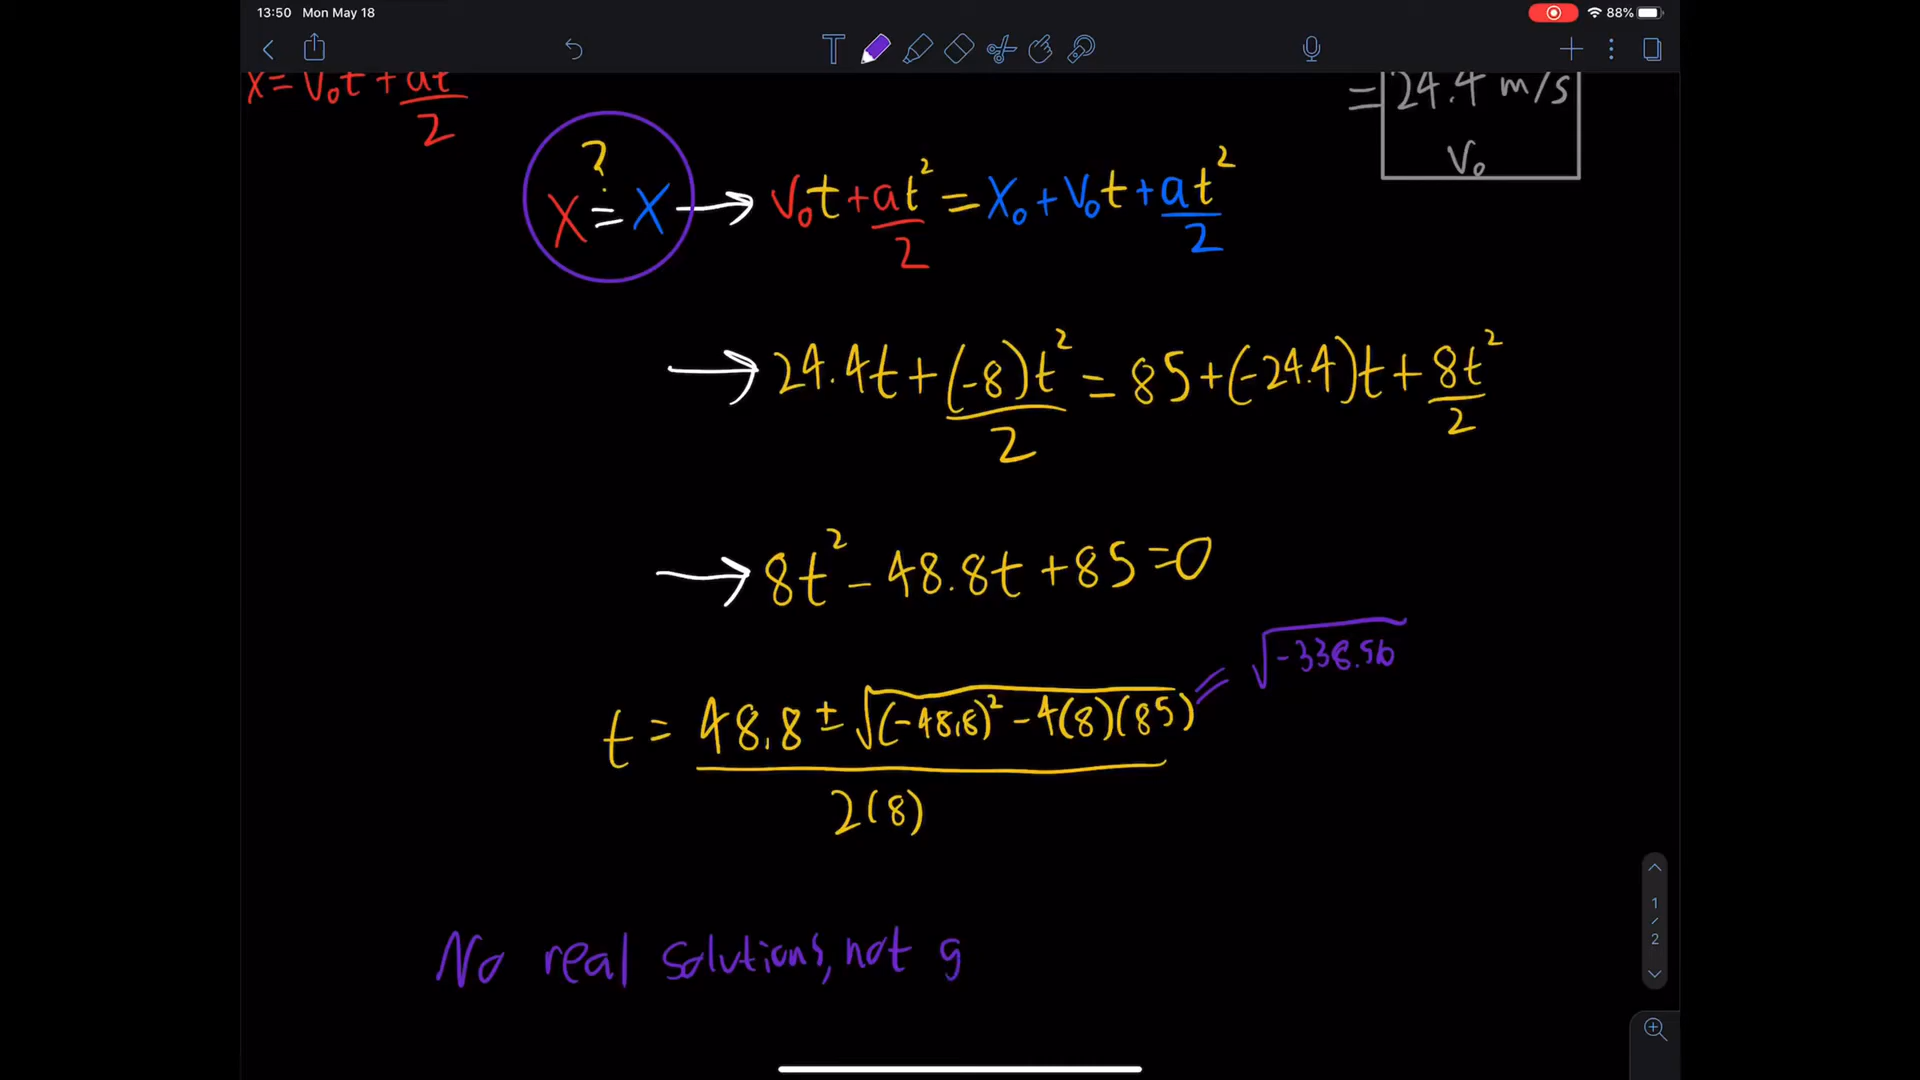 13:50 Mon May 18
88%
x = v₀t + at
2
= 24.4 m/s
v₀
?
x = x → v₀t + at²/2 = x₀ + v₀t + at²/2
→ 24.4t + (-8)t²/2 = 85 + (-24.4)t + 8t²/2
→ 8t² - 48.8t + 85 = 0
= √-338.56
t = 48.8 ± √(-48.8)² - 4(8)(85)
2(8)
No real solutions, not g
1
/
2